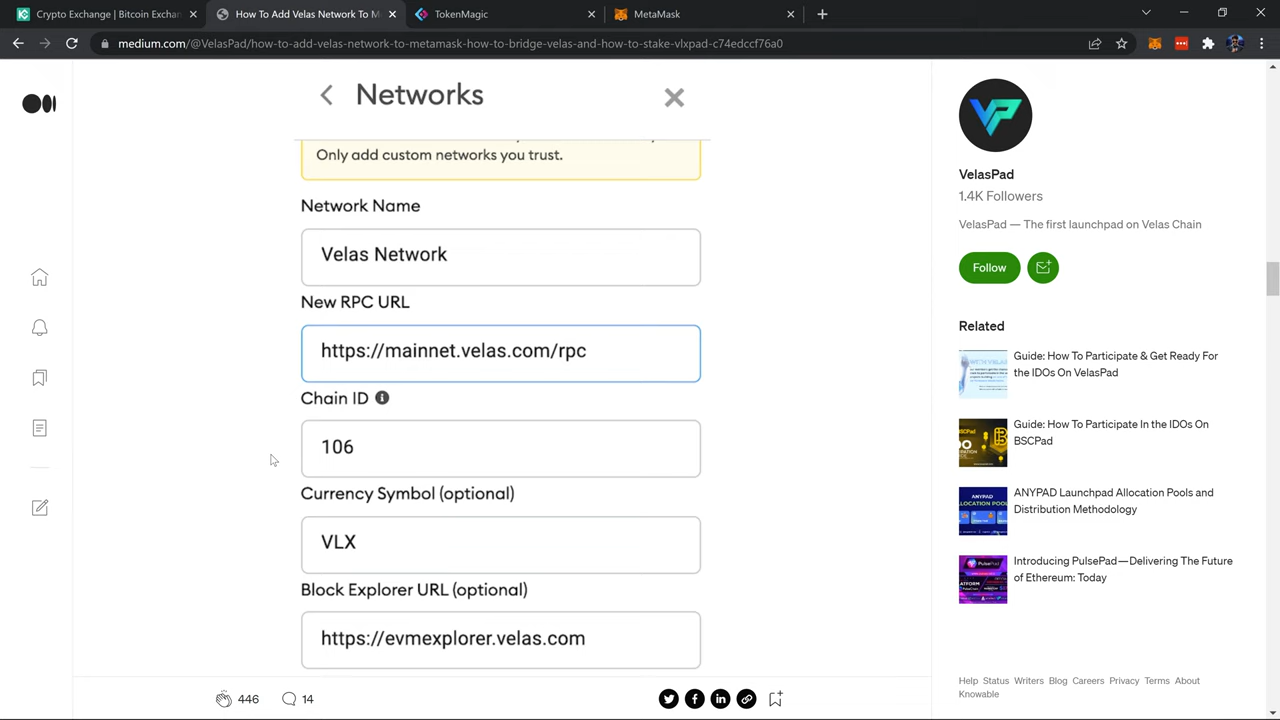 Crypto Exchange | Bitcoin Exchan
How To Add Velas Network To M
TokenMagic
MetaMask
medium.com/@VelasPad/how-to-add-velas-network-to-metamask-how-to-bridge-velas-and-how-to-stake-vlxpad-c74edccf76a0
Networks
Only add custom networks you trust.
Network Name
Velas Network
New RPC URL
https://mainnet.velas.com/rpc
Chain ID
106
Currency Symbol (optional)
VLX
Block Explorer URL (optional)
https://evmexplorer.velas.com
446
14
VelasPad
1.4K Followers
VelasPad — The first launchpad on Velas Chain
Follow
Related
Guide: How To Participate & Get Ready For
the IDOs On VelasPad
Guide: How To Participate In the IDOs On
BSCPad
ANYPAD Launchpad Allocation Pools and
Distribution Methodology
Introducing PulsePad—Delivering The Future
of Ethereum: Today
Help Status Writers Blog Careers Privacy Terms About
Knowable